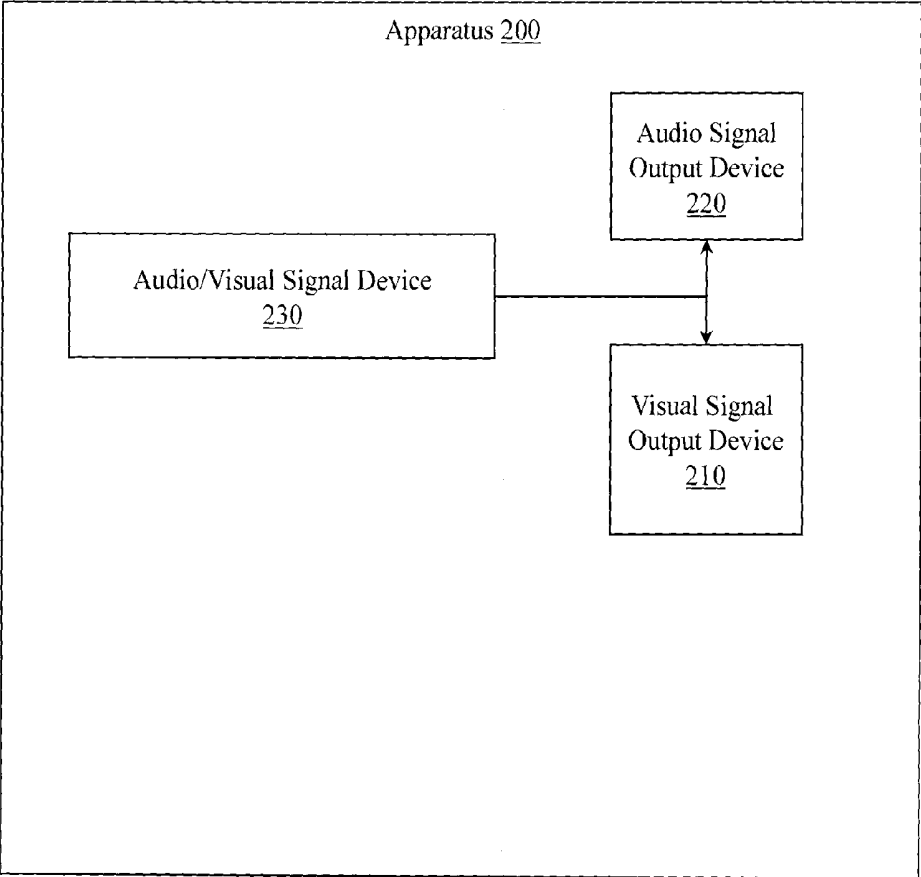 Apparatus 200
Audio Signal
Output Device
220
Audio/Visual Signal Device
230
Visual Signal
Output Device
210